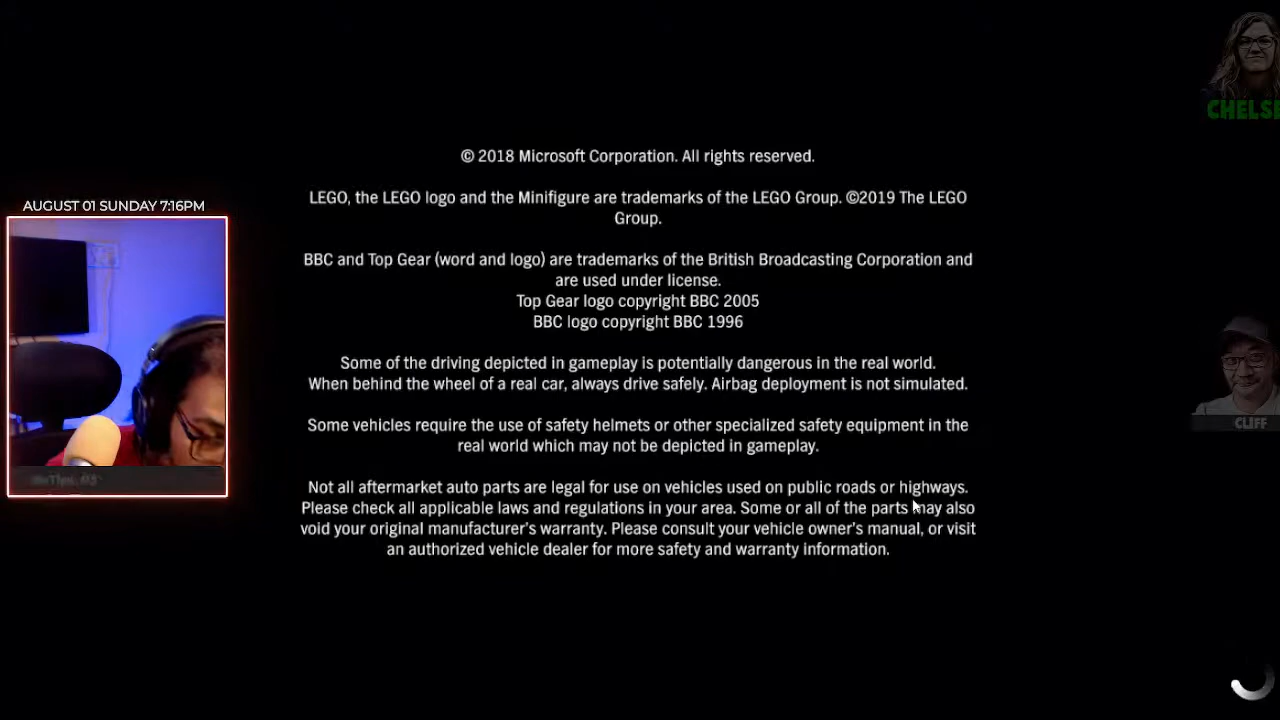 CHELSE
© 2018 Microsoft Corporation. All rights reserved.
LEGO, the LEGO logo and the Minifigure are trademarks of the LEGO Group. ©2019 The LEGO
Group.
AUGUST 01 SUNDAY 7:16PM
BBC and Top Gear (word and logo) are trademarks of the British Broadcasting Corporation and
are used under license.
Top Gear logo copyright BBC 2005
BBC logo copyright BBC 1996
Some of the driving depicted in gameplay is potentially dangerous in the real world.
When behind the wheel of a real car, always drive safely. Airbag deployment is not simulated.
Some vehicles require the use of safety helmets or other specialized safety equipment in the
real world which may not be depicted in gameplay.
CLIFF
Not all aftermarket auto parts are legal for use on vehicles used on public roads or highways.
Please check all applicable laws and regulations in your area. Some or all of the parts may also
void your original manufacturer's warranty. Please consult your vehicle owner's manual, or visit
an authorized vehicle dealer for more safety and warranty information.